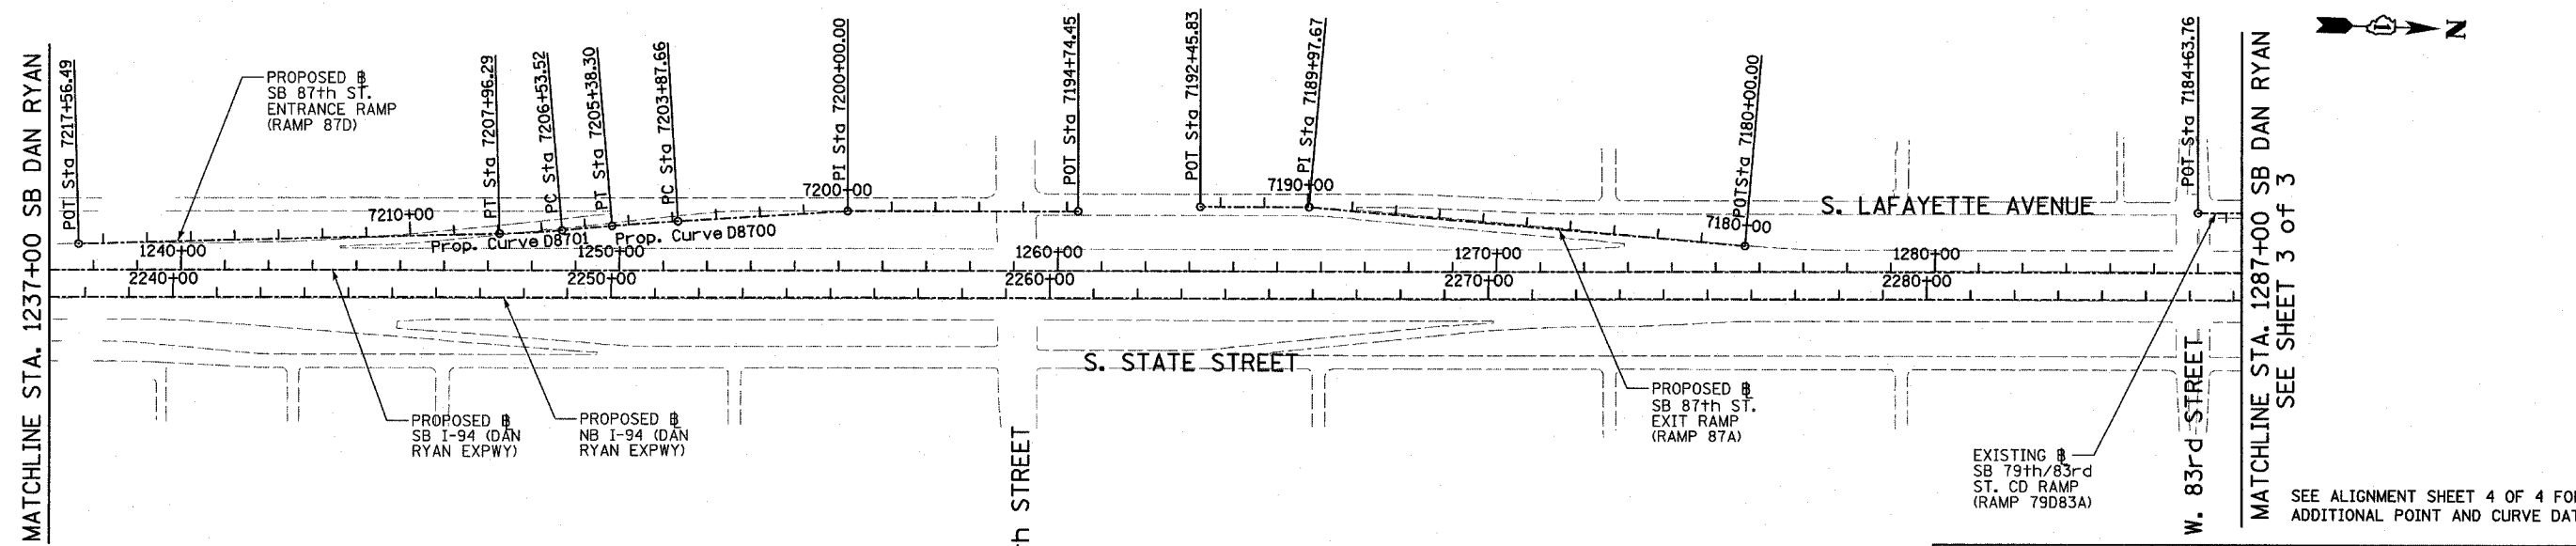 MATCHLINE STA. 1237+00 SB DAN RYAN
POT Sta 7217+56.49
PROPOSED BL
SB 87th ST.
ENTRANCE RAMP
(RAMP 87D)
PT Sta 7207+96.29
PC Sta 7206+53.52
PT Sta 7205+38.30
PC Sta 7203+87.66
PI Sta 7200+00.00
POT Sta 7194+74.45
POT Sta 7192+45.83
PI Sta 7189+97.67
POTSta 7180+00.00
POT Sta 7184+63.76
N
7210+00
7200+00
7190+00
7180+00
S. LAFAYETTE AVENUE
Prop. Curve D8701
Prop. Curve D8700
1240+00
1250+00
1260+00
1270+00
1280+00
2240+00
2250+00
2260+00
2270+00
2280+00
S. STATE STREET
PROPOSED BL
SB I-94 (DAN
RYAN EXPWY)
PROPOSED BL
NB I-94 (DAN
RYAN EXPWY)
h STREET
PROPOSED BL
SB 87th ST.
EXIT RAMP
(RAMP 87A)
EXISTING BL
SB 79th/83rd
ST. CD RAMP
(RAMP 79D83A)
W. 83rd STREET
MATCHLINE STA. 1287+00 SB DAN RYAN
SEE SHEET 3 of 3
SEE ALIGNMENT SHEET 4 OF 4 FO
ADDITIONAL POINT AND CURVE DAT